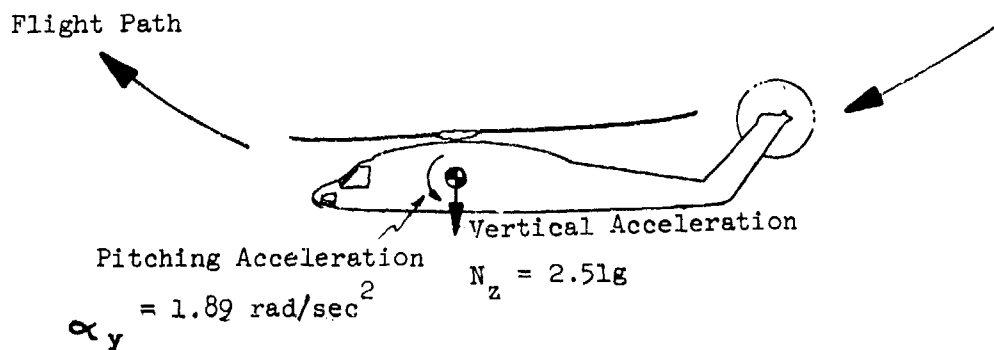 Flight Path
Vertical Acceleration
N_z = 2.51g
Pitching Acceleration
α_y = 1.89 rad/sec^2